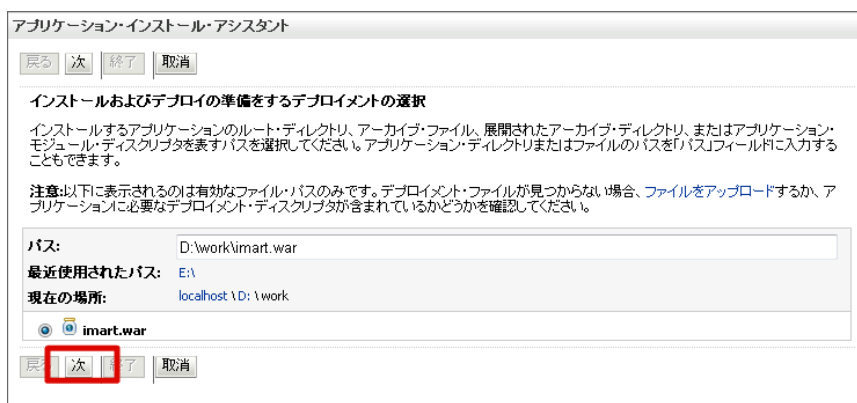 アプリケーション・インストール・アシスタント
戻る 次 終了 取消
インストールおよびデプロイの準備をするデプロイメントの選択
インストールするアプリケーションのルート・ディレクトリ、アーカイブ・ファイル、展開されたアーカイブ・ディレクトリ、またはアプリケーション・
モジュール・ディスクリプタを表すパスを選択してください。アプリケーション・ディレクトリまたはファイルのパスを「パス」フィールドに入力する
こともできます。
注意:以下に表示されるのは有効なファイル・パスのみです。デプロイメント・ファイルが見つからない場合、ファイルをアップロードするか、ア
プリケーションに必要なデプロイメント・ディスクリプタが含まれているかどうかを確認してください。
パス: D:\work\imart.war
最近使用されたパス: E:\
現在の場所: localhost \ D: \ work
imart.war
戻る 次 終了 取消